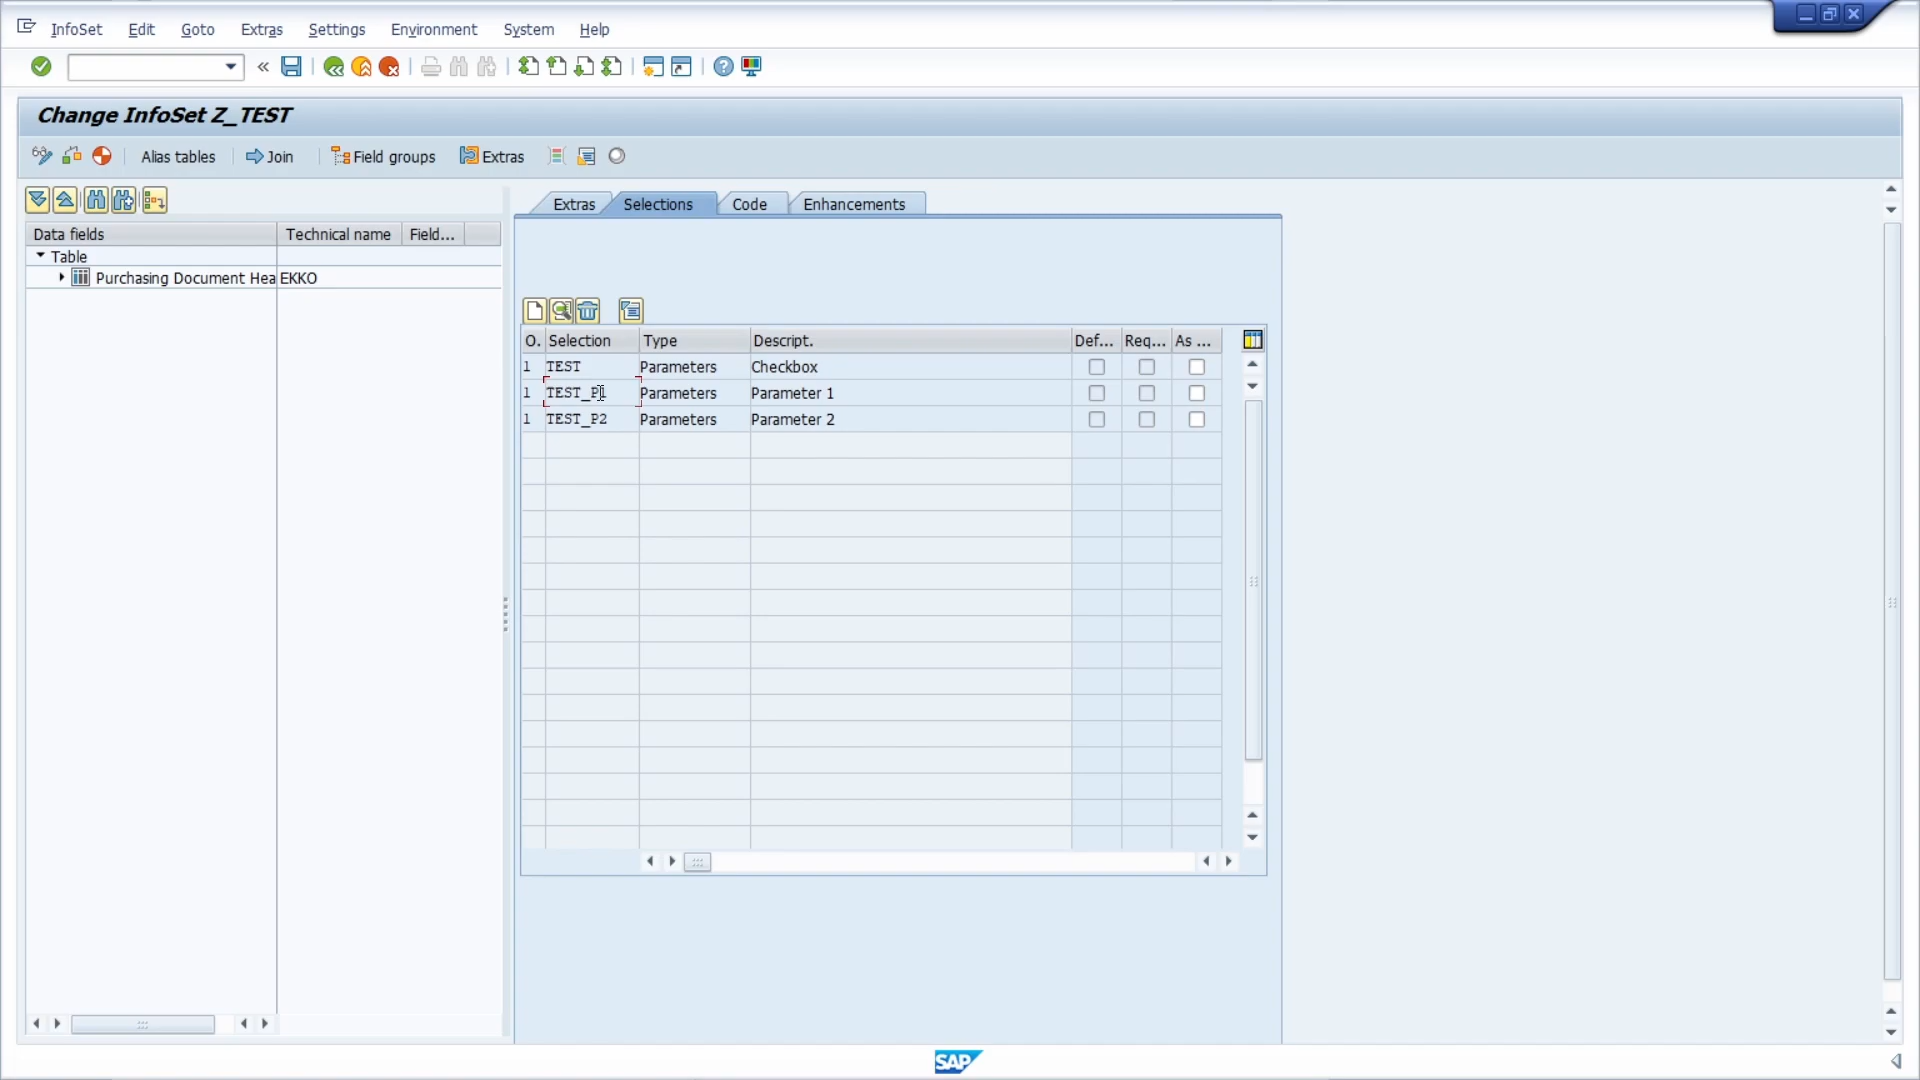 InfoSet Edit Goto Extras Settings Environment System Help
Change InfoSet Z_TEST
Alias tables Join Field groups Extras
Extras Selections Code Enhancements
Data fields Technical name Field...
Table
Purchasing Document Hea EKKO
O. Selection Type Descript. Def... Req... As ...
1 TEST Parameters Checkbox
1 TEST_P1 Parameters Parameter 1
1 TEST_P2 Parameters Parameter 2
SAP